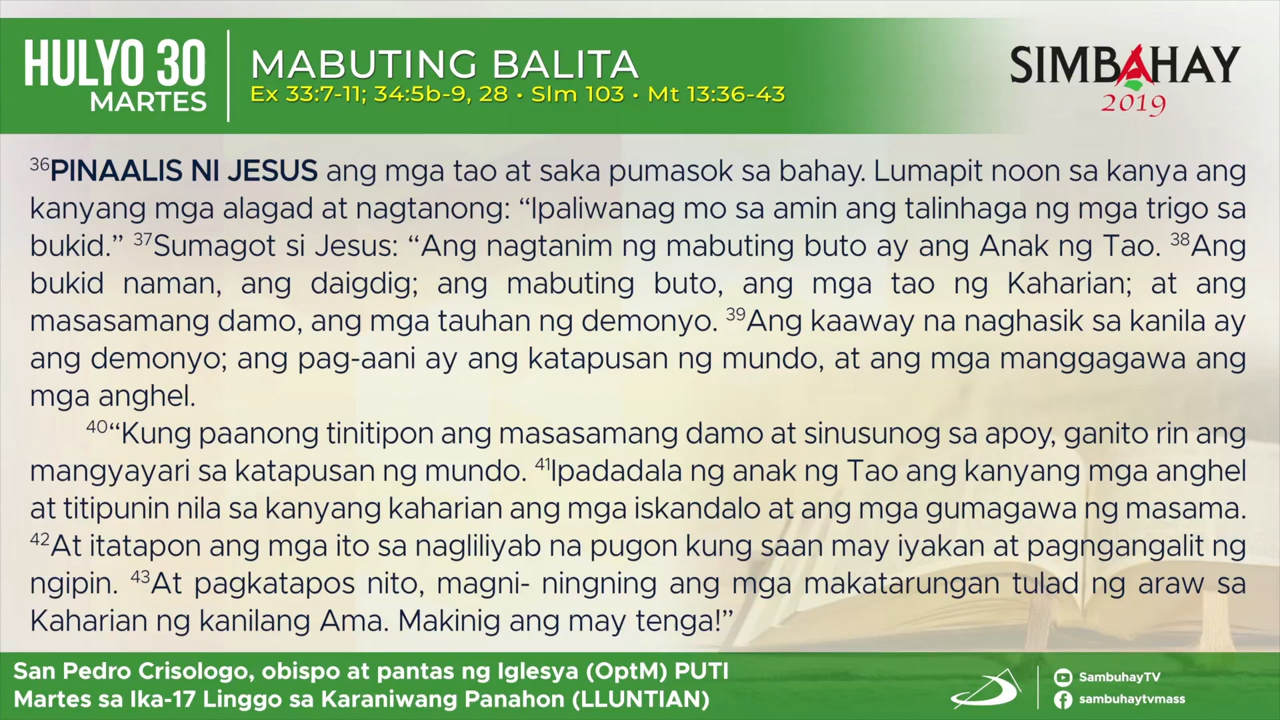 HULYO 30
MARTES
MABUTING BALITA
Ex 33:7-11; 34:5b-9, 28 • Slm 103 • Mt 13:36-43
SIMBAHAY
2019
³⁶PINAALIS NI JESUS ang mga tao at saka pumasok sa bahay. Lumapit noon sa kanya ang
kanyang mga alagad at nagtanong: “Ipaliwanag mo sa amin ang talinhaga ng mga trigo sa
bukid.” ³⁷Sumagot si Jesus: “Ang nagtanim ng mabuting buto ay ang Anak ng Tao. ³⁸Ang
bukid naman, ang daigdig; ang mabuting buto, ang mga tao ng Kaharian; at ang
masasamang damo, ang mga tauhan ng demonyo. ³⁹Ang kaaway na naghasik sa kanila ay
ang demonyo; ang pag-aani ay ang katapusan ng mundo, at ang mga manggagawa ang
mga anghel.
⁴⁰“Kung paanong tinitipon ang masasamang damo at sinusunog sa apoy, ganito rin ang
mangyayari sa katapusan ng mundo. ⁴¹Ipadadala ng anak ng Tao ang kanyang mga anghel
at titipunin nila sa kanyang kaharian ang mga iskandalo at ang mga gumagawa ng masama.
⁴²At itatapon ang mga ito sa nagliliyab na pugon kung saan may iyakan at pagngangalit ng
ngipin. ⁴³At pagkatapos nito, magni- ningning ang mga makatarungan tulad ng araw sa
Kaharian ng kanilang Ama. Makinig ang may tenga!”
San Pedro Crisologo, obispo at pantas ng Iglesya (OptM) PUTI
Martes sa Ika-17 Linggo sa Karaniwang Panahon (LLUNTIAN)
SambuhayTV
sambuhaytvmass